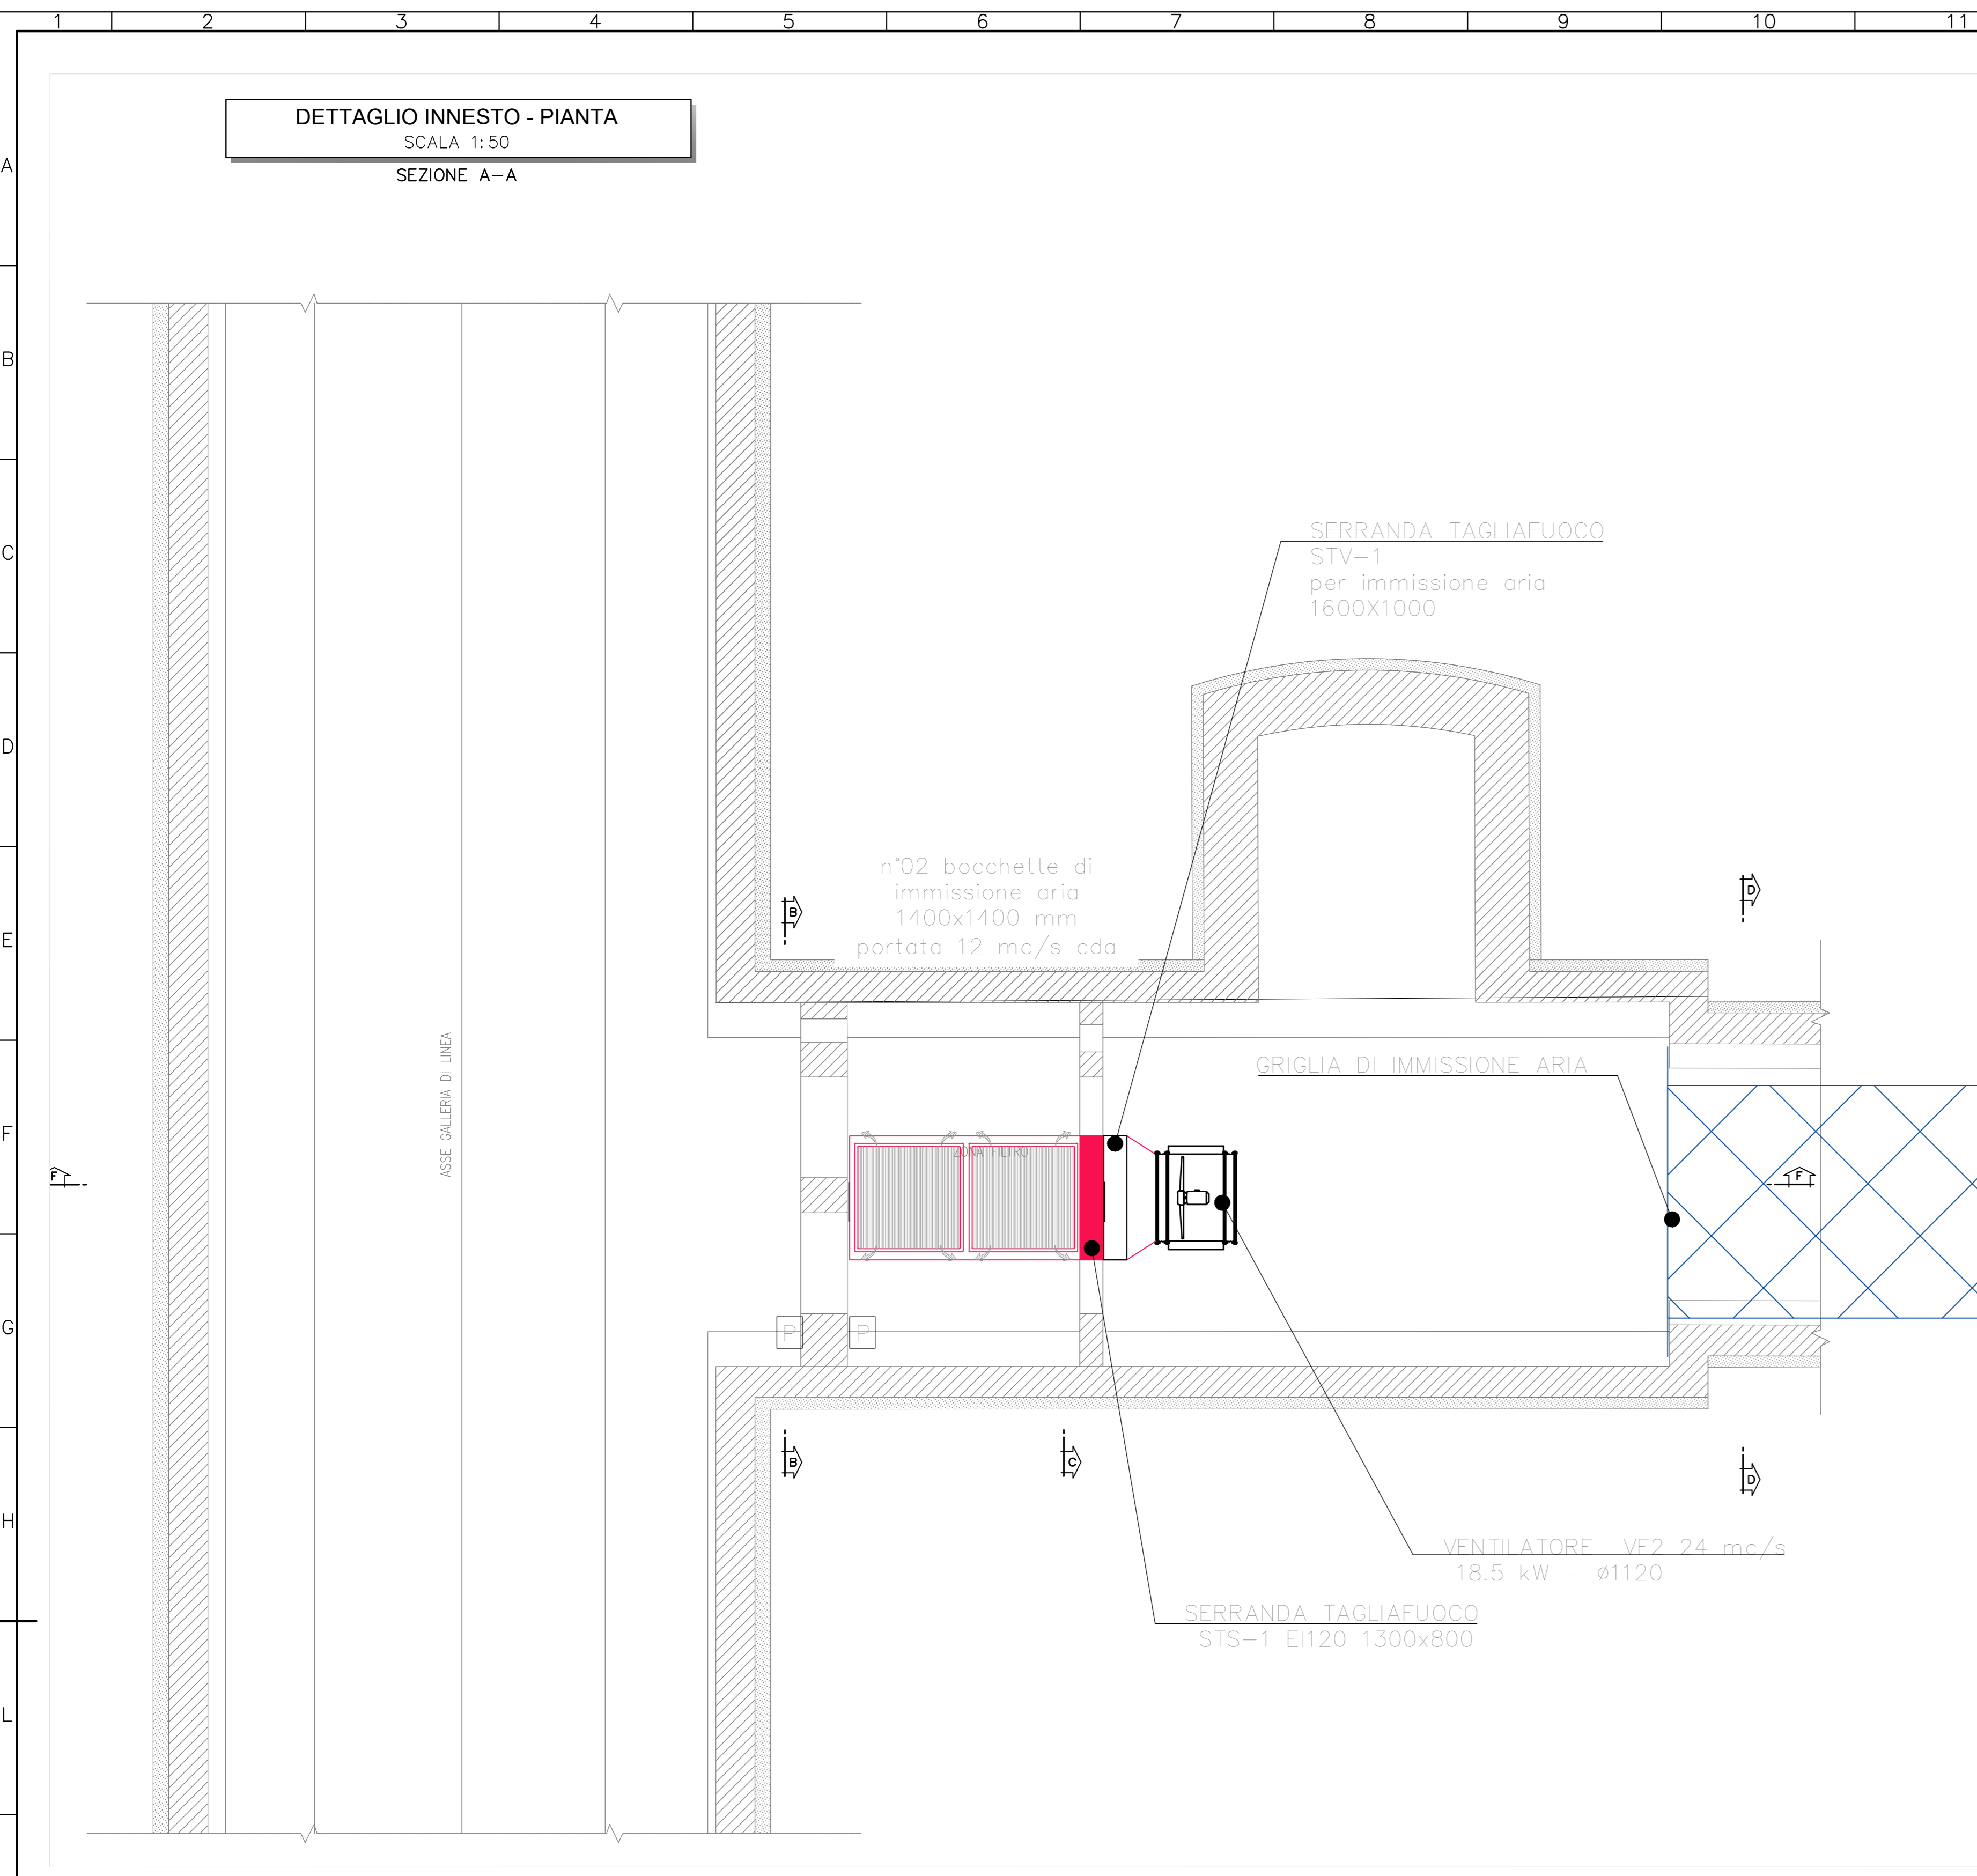 1 2 3 4 5 6 7 8 9 10 11
DETTAGLIO INNESTO - PIANTA
SCALA 1:50
SEZIONE A-A
A
B
C
D
E
F
G
H
L
SERRANDA TAGLIAFUOCO
STV-1
per immissione aria
1600X1000
n°02 bocchette di
immissione aria
1400x1400 mm
portata 12 mc/s cda
B
D
ASSE GALLERIA DI LINEA
GRIGLIA DI IMMISSIONE ARIA
ZONA FILTRO
F
F
P
P
B
C
D
VENTILATORE VF2 24 mc/s
18.5 kW - ø1120
SERRANDA TAGLIAFUOCO
STS-1 EI120 1300x800